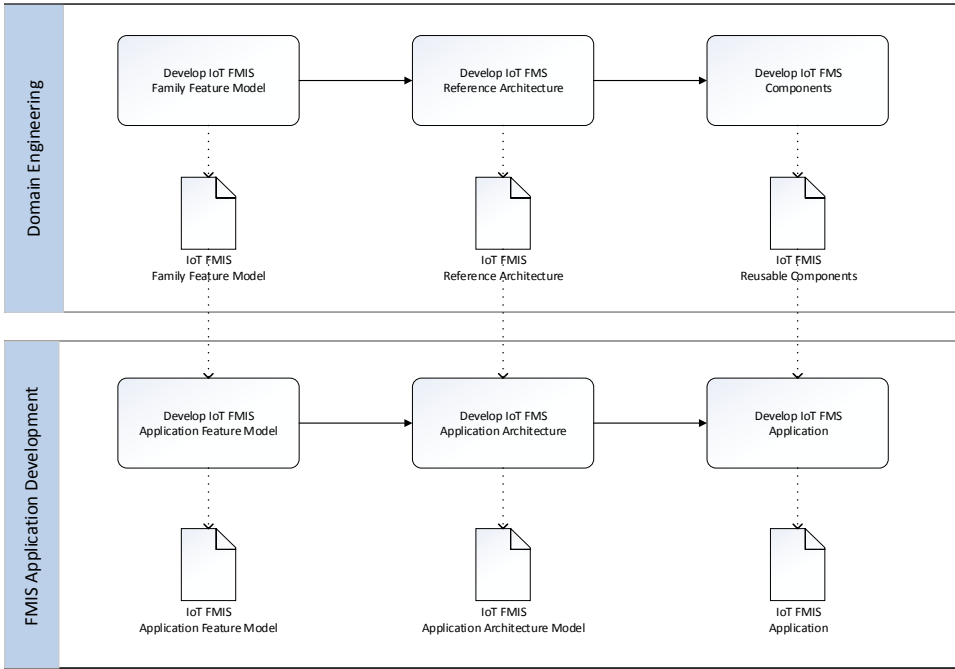 Domain Engineering
Develop IoT FMIS
Family Feature Model
Develop IoT FMS
Reference Architecture
Develop IoT FMS
Components
IoT FMIS
Family Feature Model
IoT FMIS
Reference Architecture
IoT FMIS
Reusable Components
FMIS Application Development
Develop IoT FMIS
Application Feature Model
Develop IoT FMS
Application Architecture
Develop IoT FMS
Application
IoT FMIS
Application Feature Model
IoT FMIS
Application Architecture Model
IoT FMIS
Application